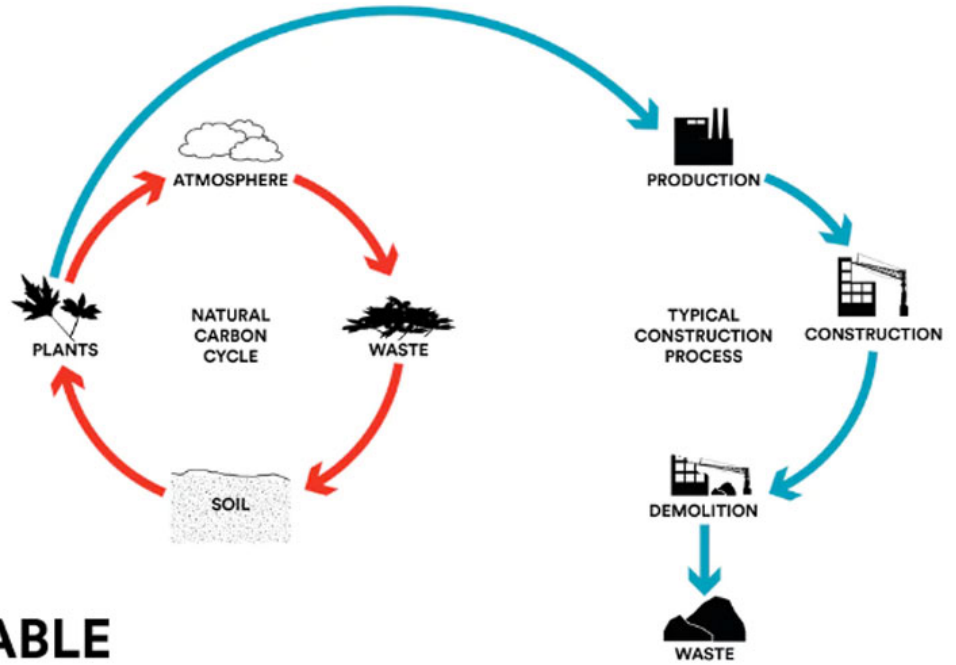 ATMOSPHERE
PRODUCTION
PLANTS
NATURAL
CARBON
CYCLE
WASTE
TYPICAL
CONSTRUCTION
PROCESS
CONSTRUCTION
SOIL
DEMOLITION
ABLE
WASTE